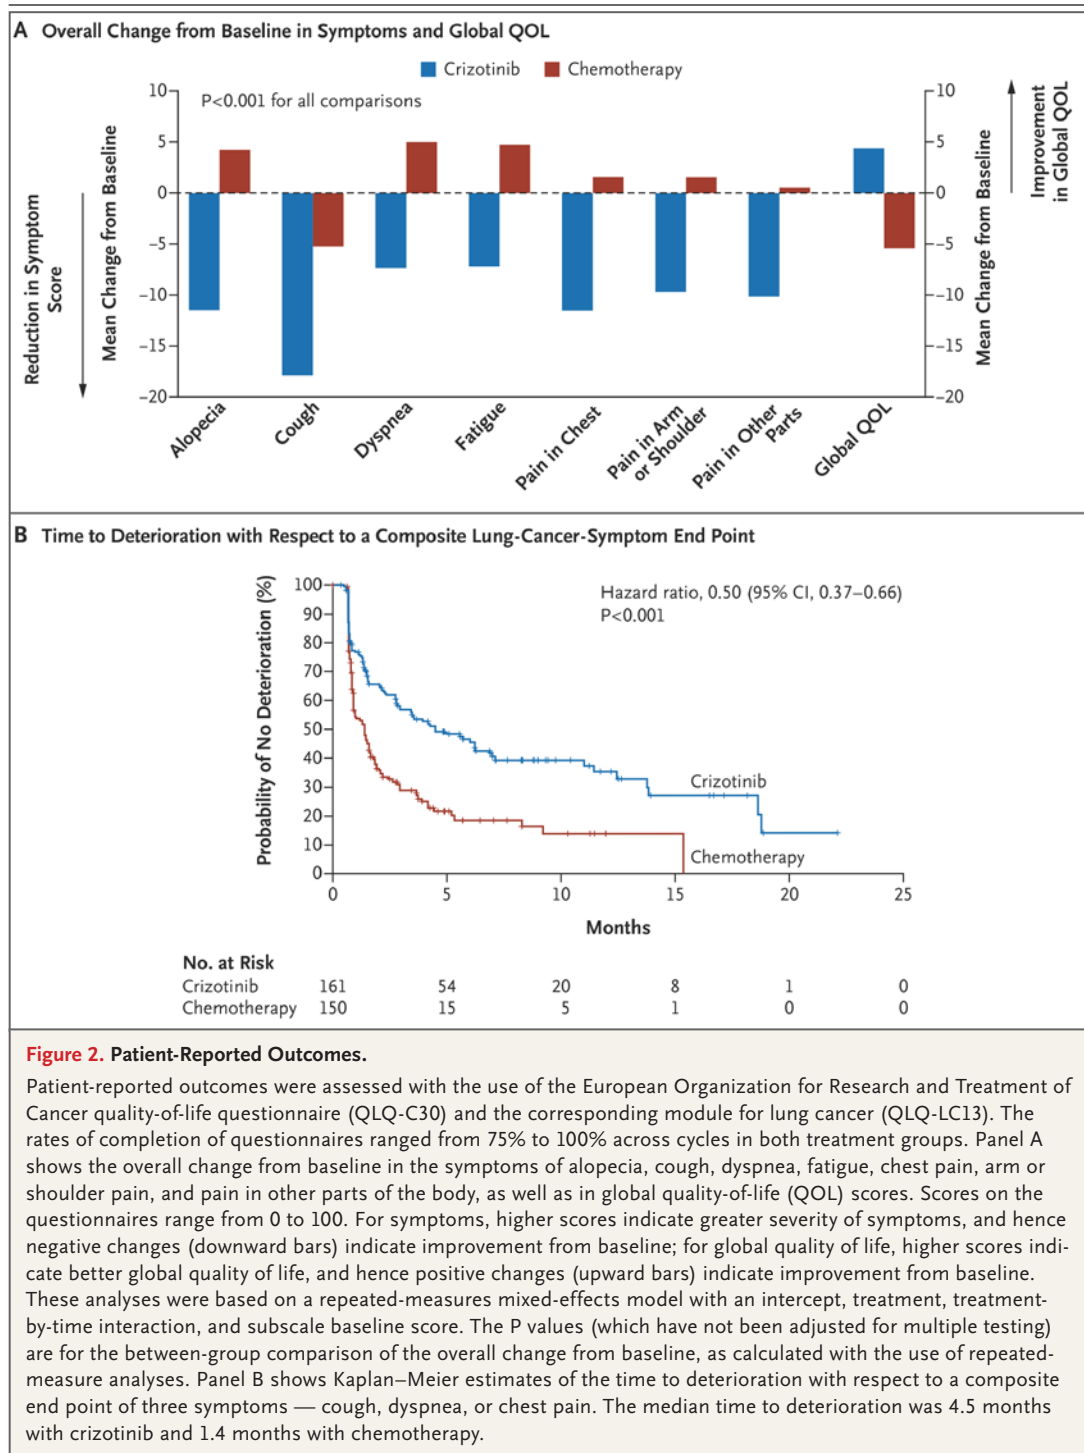 A Overall Change from Baseline in Symptoms and Global QOL
Crizotinib Chemotherapy
P<0.001 for all comparisons
Reduction in Symptom
Score
Mean Change from Baseline
10
5
0
−5
−10
−15
−20
10
5
0
−5
−10
−15
−20
Mean Change from Baseline
Improvement
in Global QOL
Alopecia
Cough
Dyspnea
Fatigue
Pain in Chest
Pain in Arm
or Shoulder
Pain in Other
Parts
Global QOL
B Time to Deterioration with Respect to a Composite Lung-Cancer-Symptom End Point
Probability of No Deterioration (%)
100
90
80
70
60
50
40
30
20
10
0
Hazard ratio, 0.50 (95% CI, 0.37–0.66)
P<0.001
Crizotinib
Chemotherapy
0 5 10 15 20 25
Months
No. at Risk
Crizotinib 161 54 20 8 1 0
Chemotherapy 150 15 5 1 0 0
Figure 2. Patient-Reported Outcomes.
Patient-reported outcomes were assessed with the use of the European Organization for Research and Treatment of
Cancer quality-of-life questionnaire (QLQ-C30) and the corresponding module for lung cancer (QLQ-LC13). The
rates of completion of questionnaires ranged from 75% to 100% across cycles in both treatment groups. Panel A
shows the overall change from baseline in the symptoms of alopecia, cough, dyspnea, fatigue, chest pain, arm or
shoulder pain, and pain in other parts of the body, as well as in global quality-of-life (QOL) scores. Scores on the
questionnaires range from 0 to 100. For symptoms, higher scores indicate greater severity of symptoms, and hence
negative changes (downward bars) indicate improvement from baseline; for global quality of life, higher scores indi-
cate better global quality of life, and hence positive changes (upward bars) indicate improvement from baseline.
These analyses were based on a repeated-measures mixed-effects model with an intercept, treatment, treatment-
by-time interaction, and subscale baseline score. The P values (which have not been adjusted for multiple testing)
are for the between-group comparison of the overall change from baseline, as calculated with the use of repeated-
measure analyses. Panel B shows Kaplan–Meier estimates of the time to deterioration with respect to a composite
end point of three symptoms — cough, dyspnea, or chest pain. The median time to deterioration was 4.5 months
with crizotinib and 1.4 months with chemotherapy.